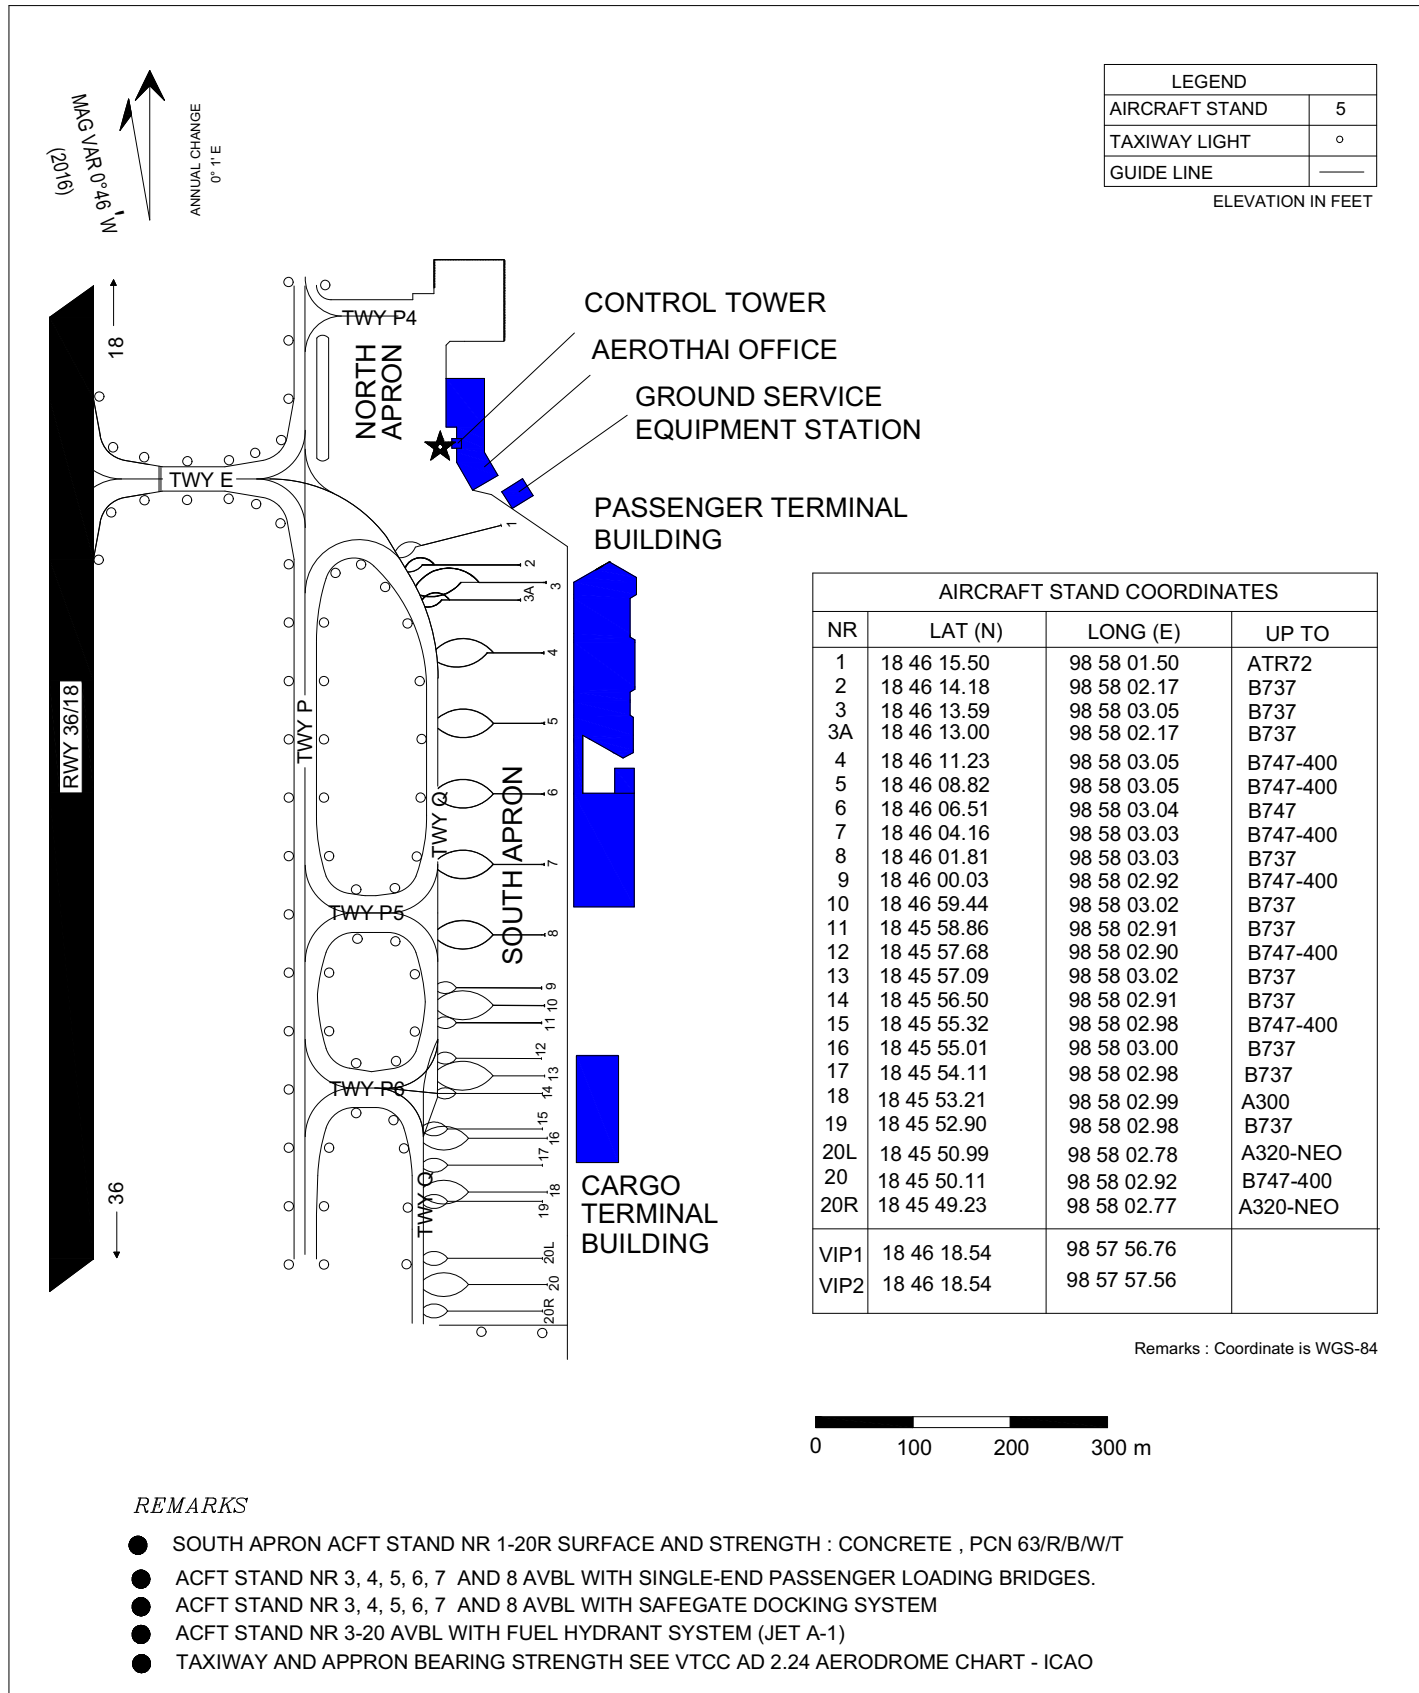 LEGEND
AIRCRAFT STAND 5
TAXIWAY LIGHT
GUIDE LINE
ELEVATION IN FEET
MAG VAR 0°46'W
(2016)
ANNUAL CHANGE
0° 1' E
18
36
RWY 36/18
TWY P4
NORTH
APRON
CONTROL TOWER
AEROTHAI OFFICE
GROUND SERVICE
EQUIPMENT STATION
TWY E
PASSENGER TERMINAL
BUILDING
TWY P
TWY Q
SOUTH APRON
TWY P5
TWY P6
TWY Q
1
2
3
3A
4
5
6
7
8
9
10
11
12
13
14
15
16
17
18
19
20L
20
20R
CARGO
TERMINAL
BUILDING
AIRCRAFT STAND COORDINATES
NR LAT (N) LONG (E) UP TO
1 18 46 15.50 98 58 01.50 ATR72
2 18 46 14.18 98 58 02.17 B737
3 18 46 13.59 98 58 03.05 B737
3A 18 46 13.00 98 58 02.17 B737
4 18 46 11.23 98 58 03.05 B747-400
5 18 46 08.82 98 58 03.05 B747-400
6 18 46 06.51 98 58 03.04 B747
7 18 46 04.16 98 58 03.03 B747-400
8 18 46 01.81 98 58 03.03 B737
9 18 46 00.03 98 58 02.92 B747-400
10 18 46 59.44 98 58 03.02 B737
11 18 45 58.86 98 58 02.91 B737
12 18 45 57.68 98 58 02.90 B747-400
13 18 45 57.09 98 58 03.02 B737
14 18 45 56.50 98 58 02.91 B737
15 18 45 55.32 98 58 02.98 B747-400
16 18 45 55.01 98 58 03.00 B737
17 18 45 54.11 98 58 02.98 B737
18 18 45 53.21 98 58 02.99 A300
19 18 45 52.90 98 58 02.98 B737
20L 18 45 50.99 98 58 02.78 A320-NEO
20 18 45 50.11 98 58 02.92 B747-400
20R 18 45 49.23 98 58 02.77 A320-NEO
VIP1 18 46 18.54 98 57 56.76
VIP2 18 46 18.54 98 57 57.56
Remarks : Coordinate is WGS-84
0 100 200 300 m
REMARKS
SOUTH APRON ACFT STAND NR 1-20R SURFACE AND STRENGTH : CONCRETE , PCN 63/R/B/W/T
ACFT STAND NR 3, 4, 5, 6, 7 AND 8 AVBL WITH SINGLE-END PASSENGER LOADING BRIDGES.
ACFT STAND NR 3, 4, 5, 6, 7 AND 8 AVBL WITH SAFEGATE DOCKING SYSTEM
ACFT STAND NR 3-20 AVBL WITH FUEL HYDRANT SYSTEM (JET A-1)
TAXIWAY AND APPRON BEARING STRENGTH SEE VTCC AD 2.24 AERODROME CHART - ICAO